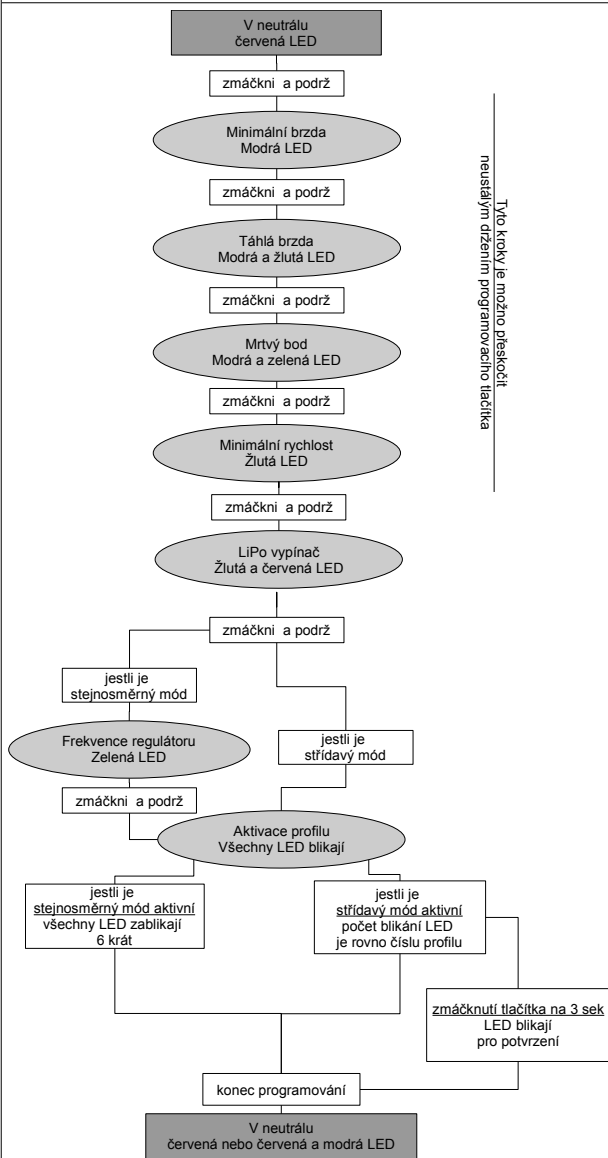 V neutrálu
červená LED
zmáčkni a podrž
Minimální brzda
Modrá LED
zmáčkni a podrž
Táhlá brzda
Modrá a žlutá LED
zmáčkni a podrž
Mrtvý bod
Modrá a zelená LED
zmáčkni a podrž
Minimální rychlost
Žlutá LED
Tyto kroky je možno přeskočit
neustálým držením programovacího tlačítka
zmáčkni a podrž
LiPo vypínač
Žlutá a červená LED
zmáčkni a podrž
jestli je
stejnosměrný mód
Frekvence regulátoru
Zelená LED
zmáčkni a podrž
jestli je
střídavý mód
Aktivace profilu
Všechny LED blikají
jestli je
stejnosměrný mód aktivní
všechny LED zablikají
6 krát
jestli je
střídavý mód aktivní
počet blikání LED
je rovno číslu profilu
zmáčknutí tlačítka na 3 sek
LED blikají
pro potvrzení
konec programování
V neutrálu
červená nebo červená a modrá LED